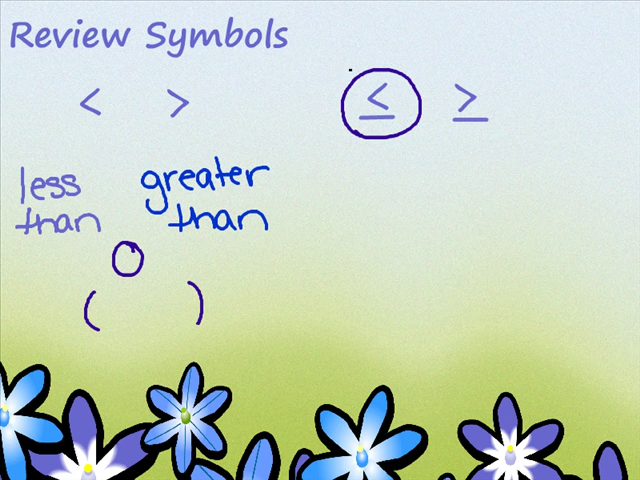 Review Symbols
< > ≤ ≥
less than
greater than
O
( )